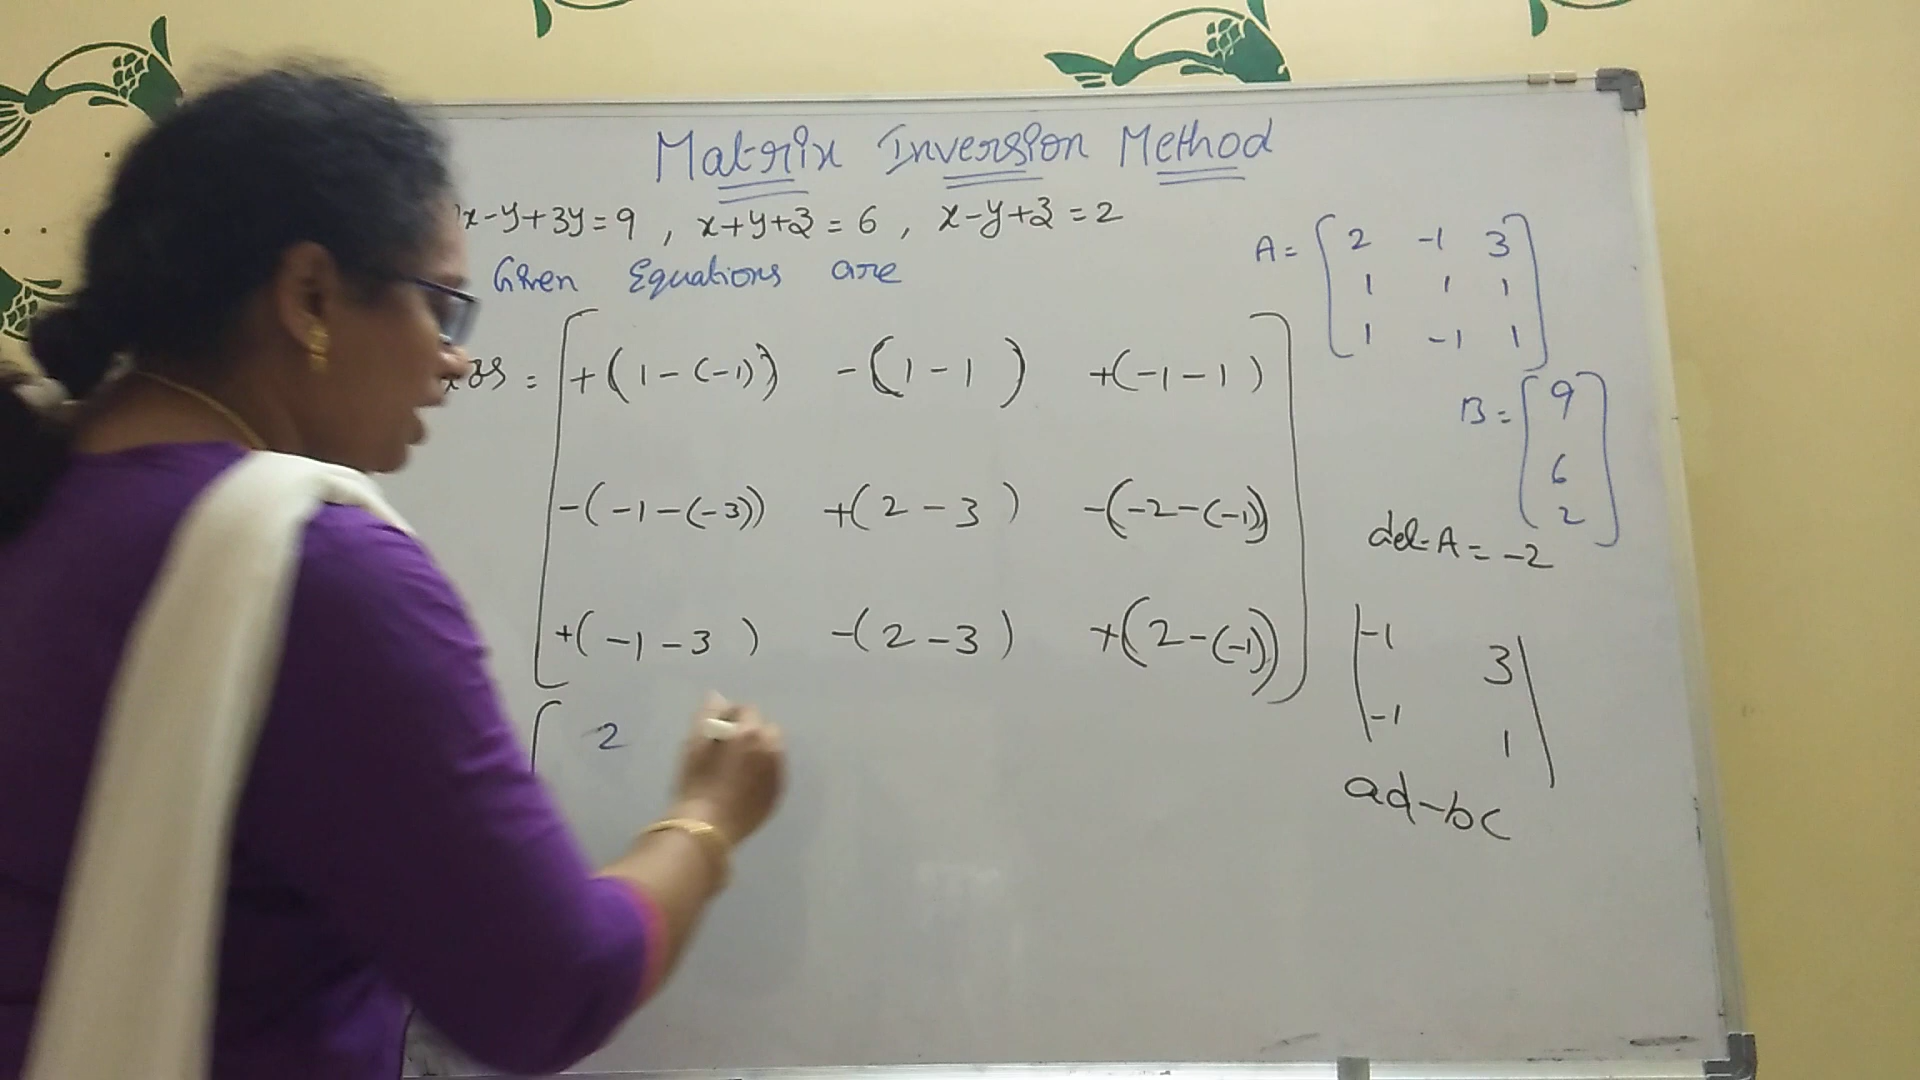 Matrix Inversion Method
x-y+3y=9 , x+y+z=6 , x-y+z=2
Given Equations are
A= [ 2 -1 3
1 1 1
1 -1 1 ]
B= [ 9
6
2 ]
= [ +(1-(-1)) -(1-1) +(-1-1)
-(-1-(-3)) +(2-3) -(-2-(-1))
+(-1-3) -(2-3) +(2-(-1)) ]
[ 2
det A = -2
| -1 3 |
| -1 1 |
ad-bc